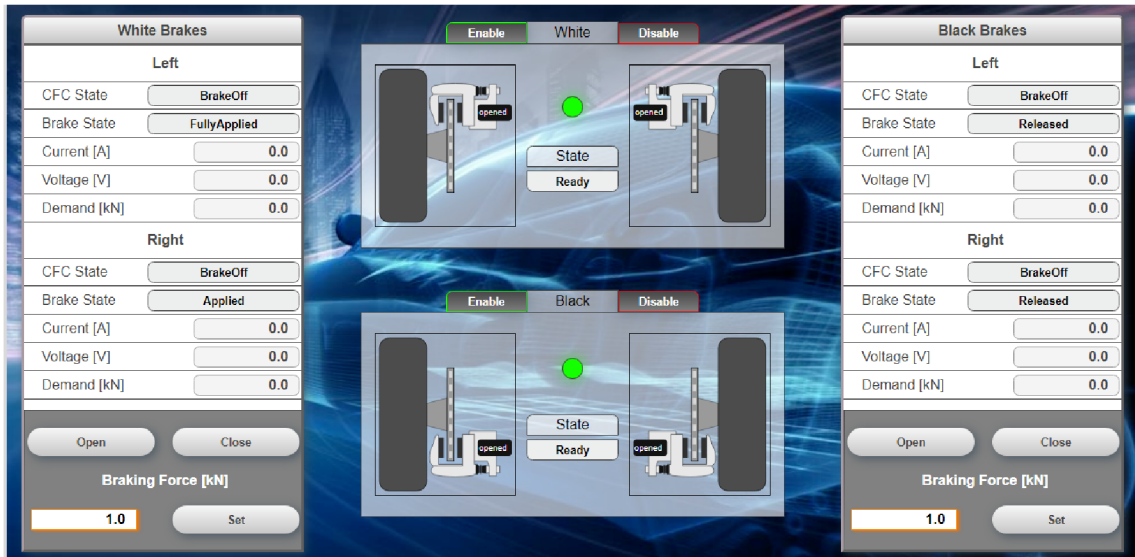 White Brakes
Left
CFC State BrakeOff
Brake State FullyApplied
Current [A] 0.0
Voltage [V] 0.0
Demand [kN] 0.0
Right
CFC State BrakeOff
Brake State Applied
Current [A] 0.0
Voltage [V] 0.0
Demand [kN] 0.0
Open Close
Braking Force [kN]
1.0 Set
Enable White Disable
opened opened
State
Ready
Enable Black Disable
State
opened Ready opened
Black Brakes
Left
CFC State BrakeOff
Brake State Released
Current [A] 0.0
Voltage [V] 0.0
Demand [kN] 0.0
Right
CFC State BrakeOff
Brake State Released
Current [A] 0.0
Voltage [V] 0.0
Demand [kN] 0.0
Open Close
Braking Force [kN]
1.0 Set